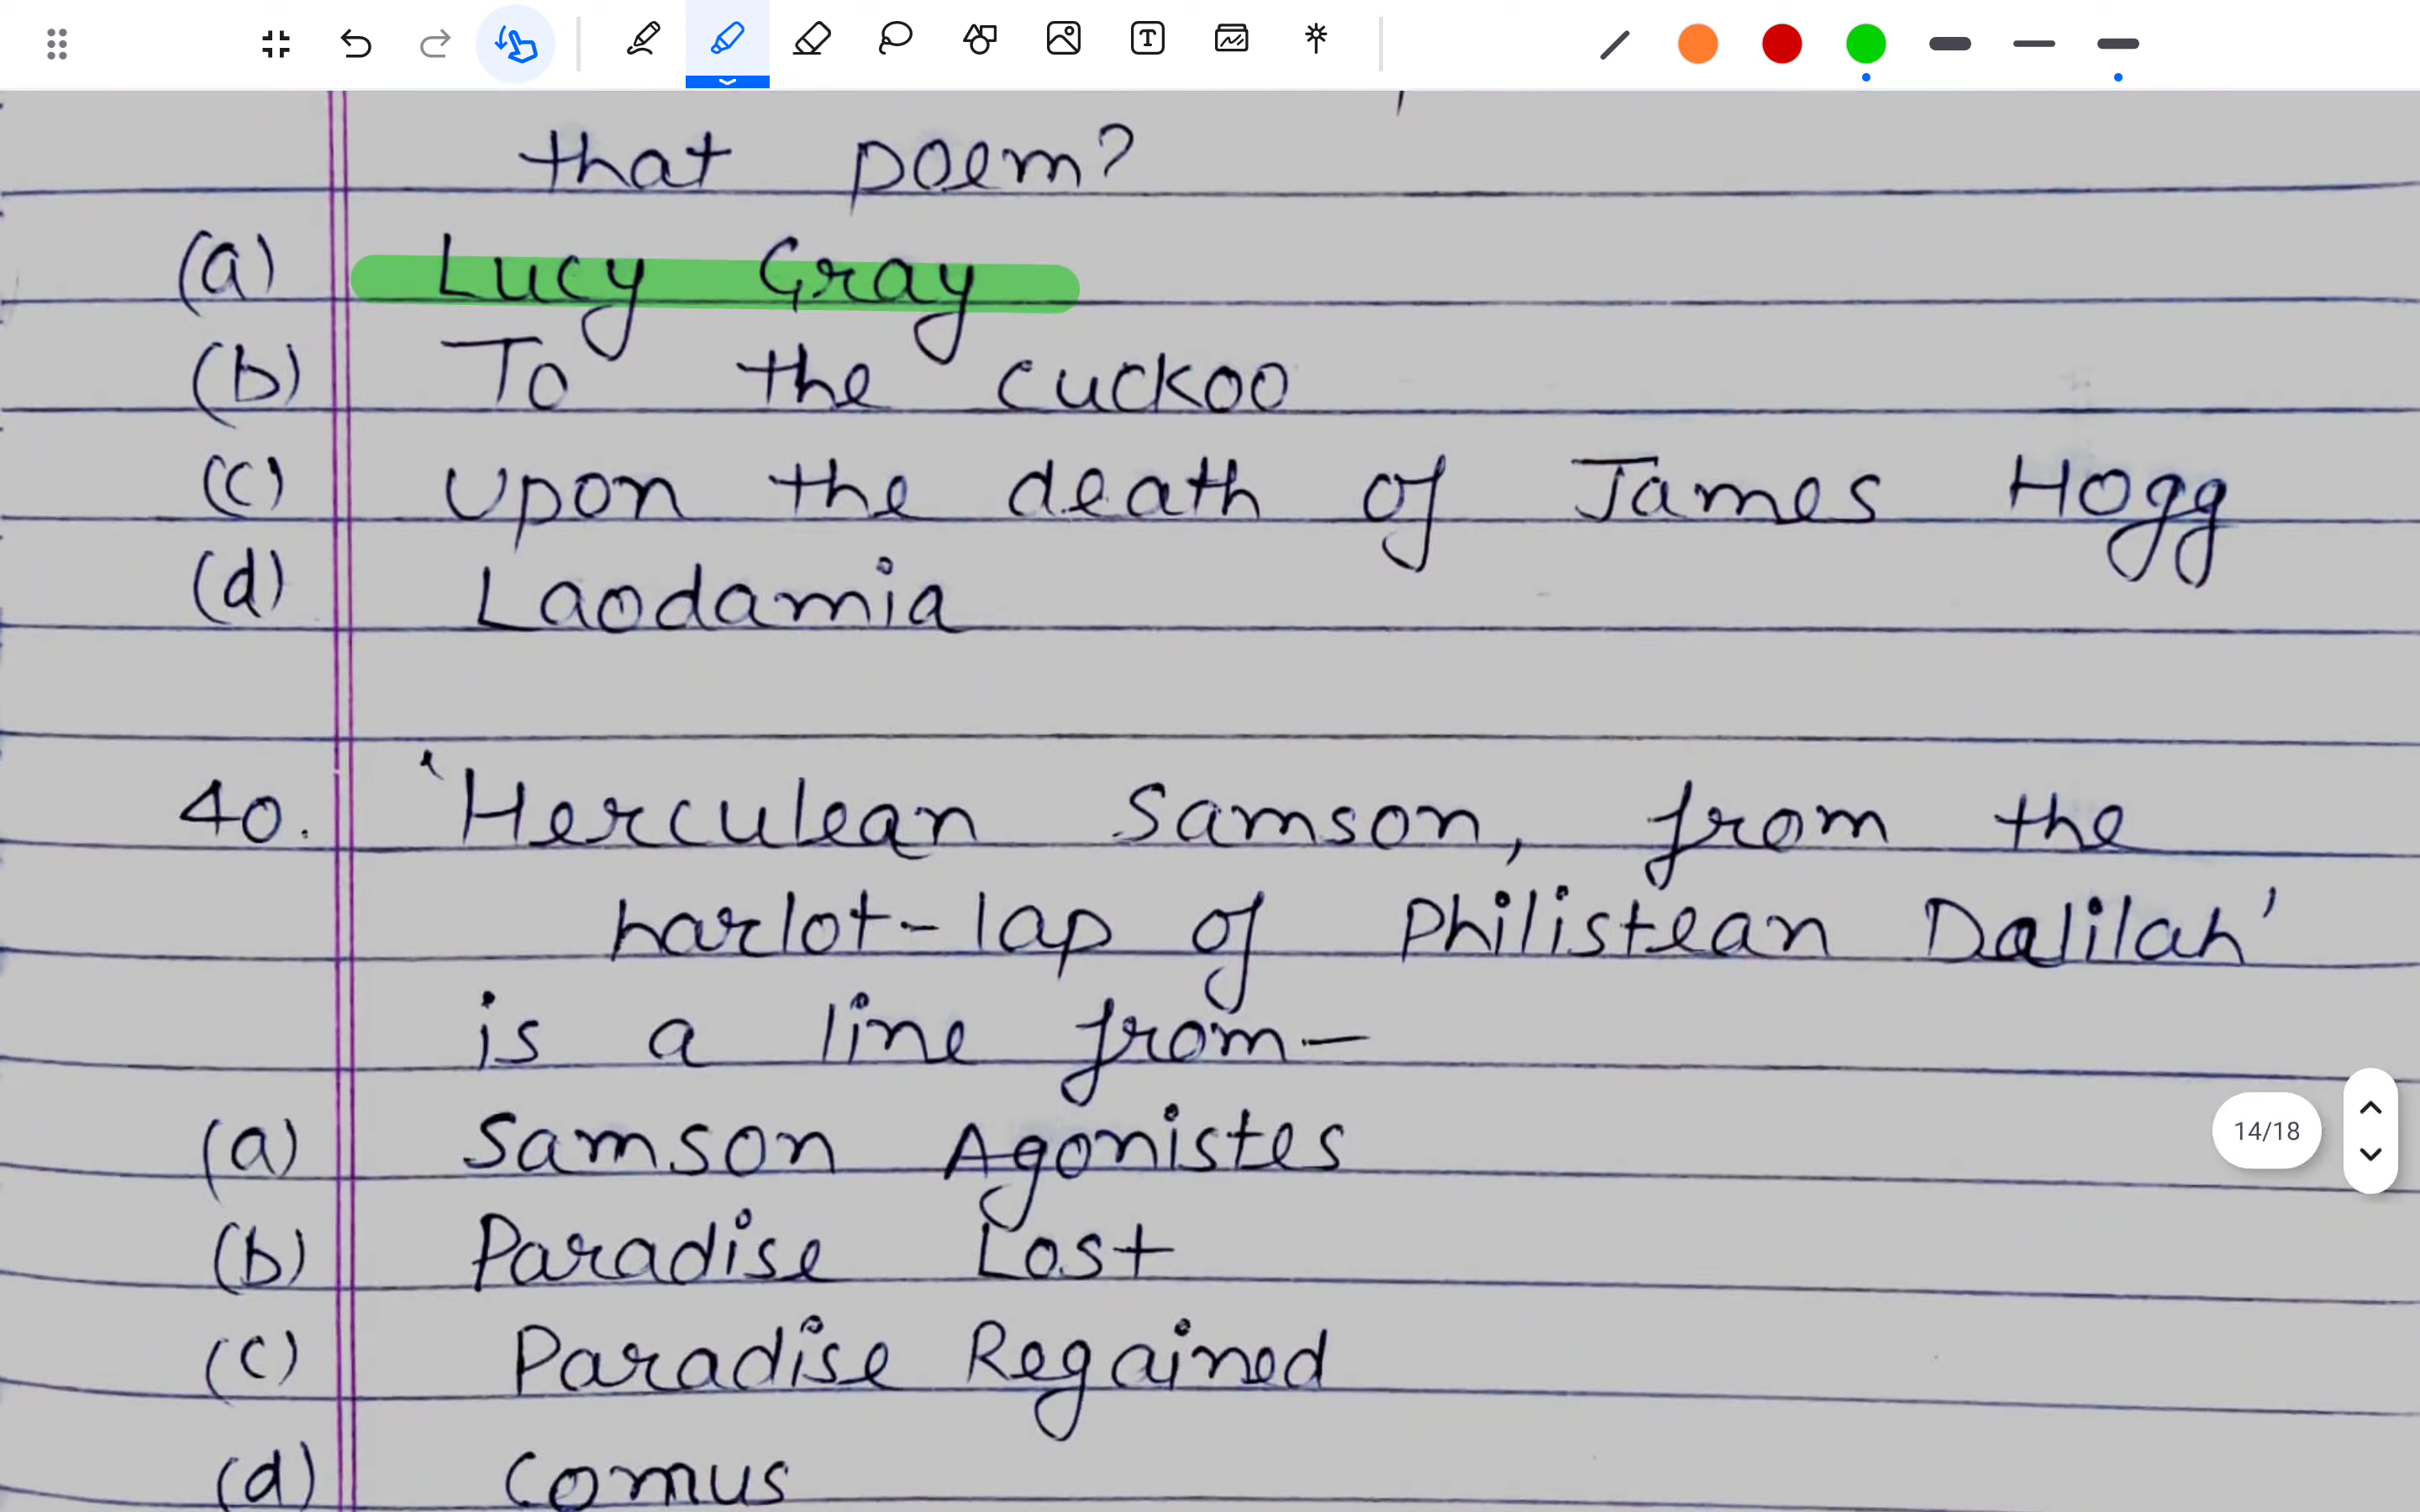 that poem?
(a) Lucy Gray
(b) To the cuckoo
(c) Upon the death of James Hogg
(d) Laodamia
40. 'Herculean Samson, from the
harlot-lap of Philistean Dalilah'
is a line from-
(a) Samson Agonistes
(b) Paradise Lost
(c) Paradise Regained
(d) Comus
14/18